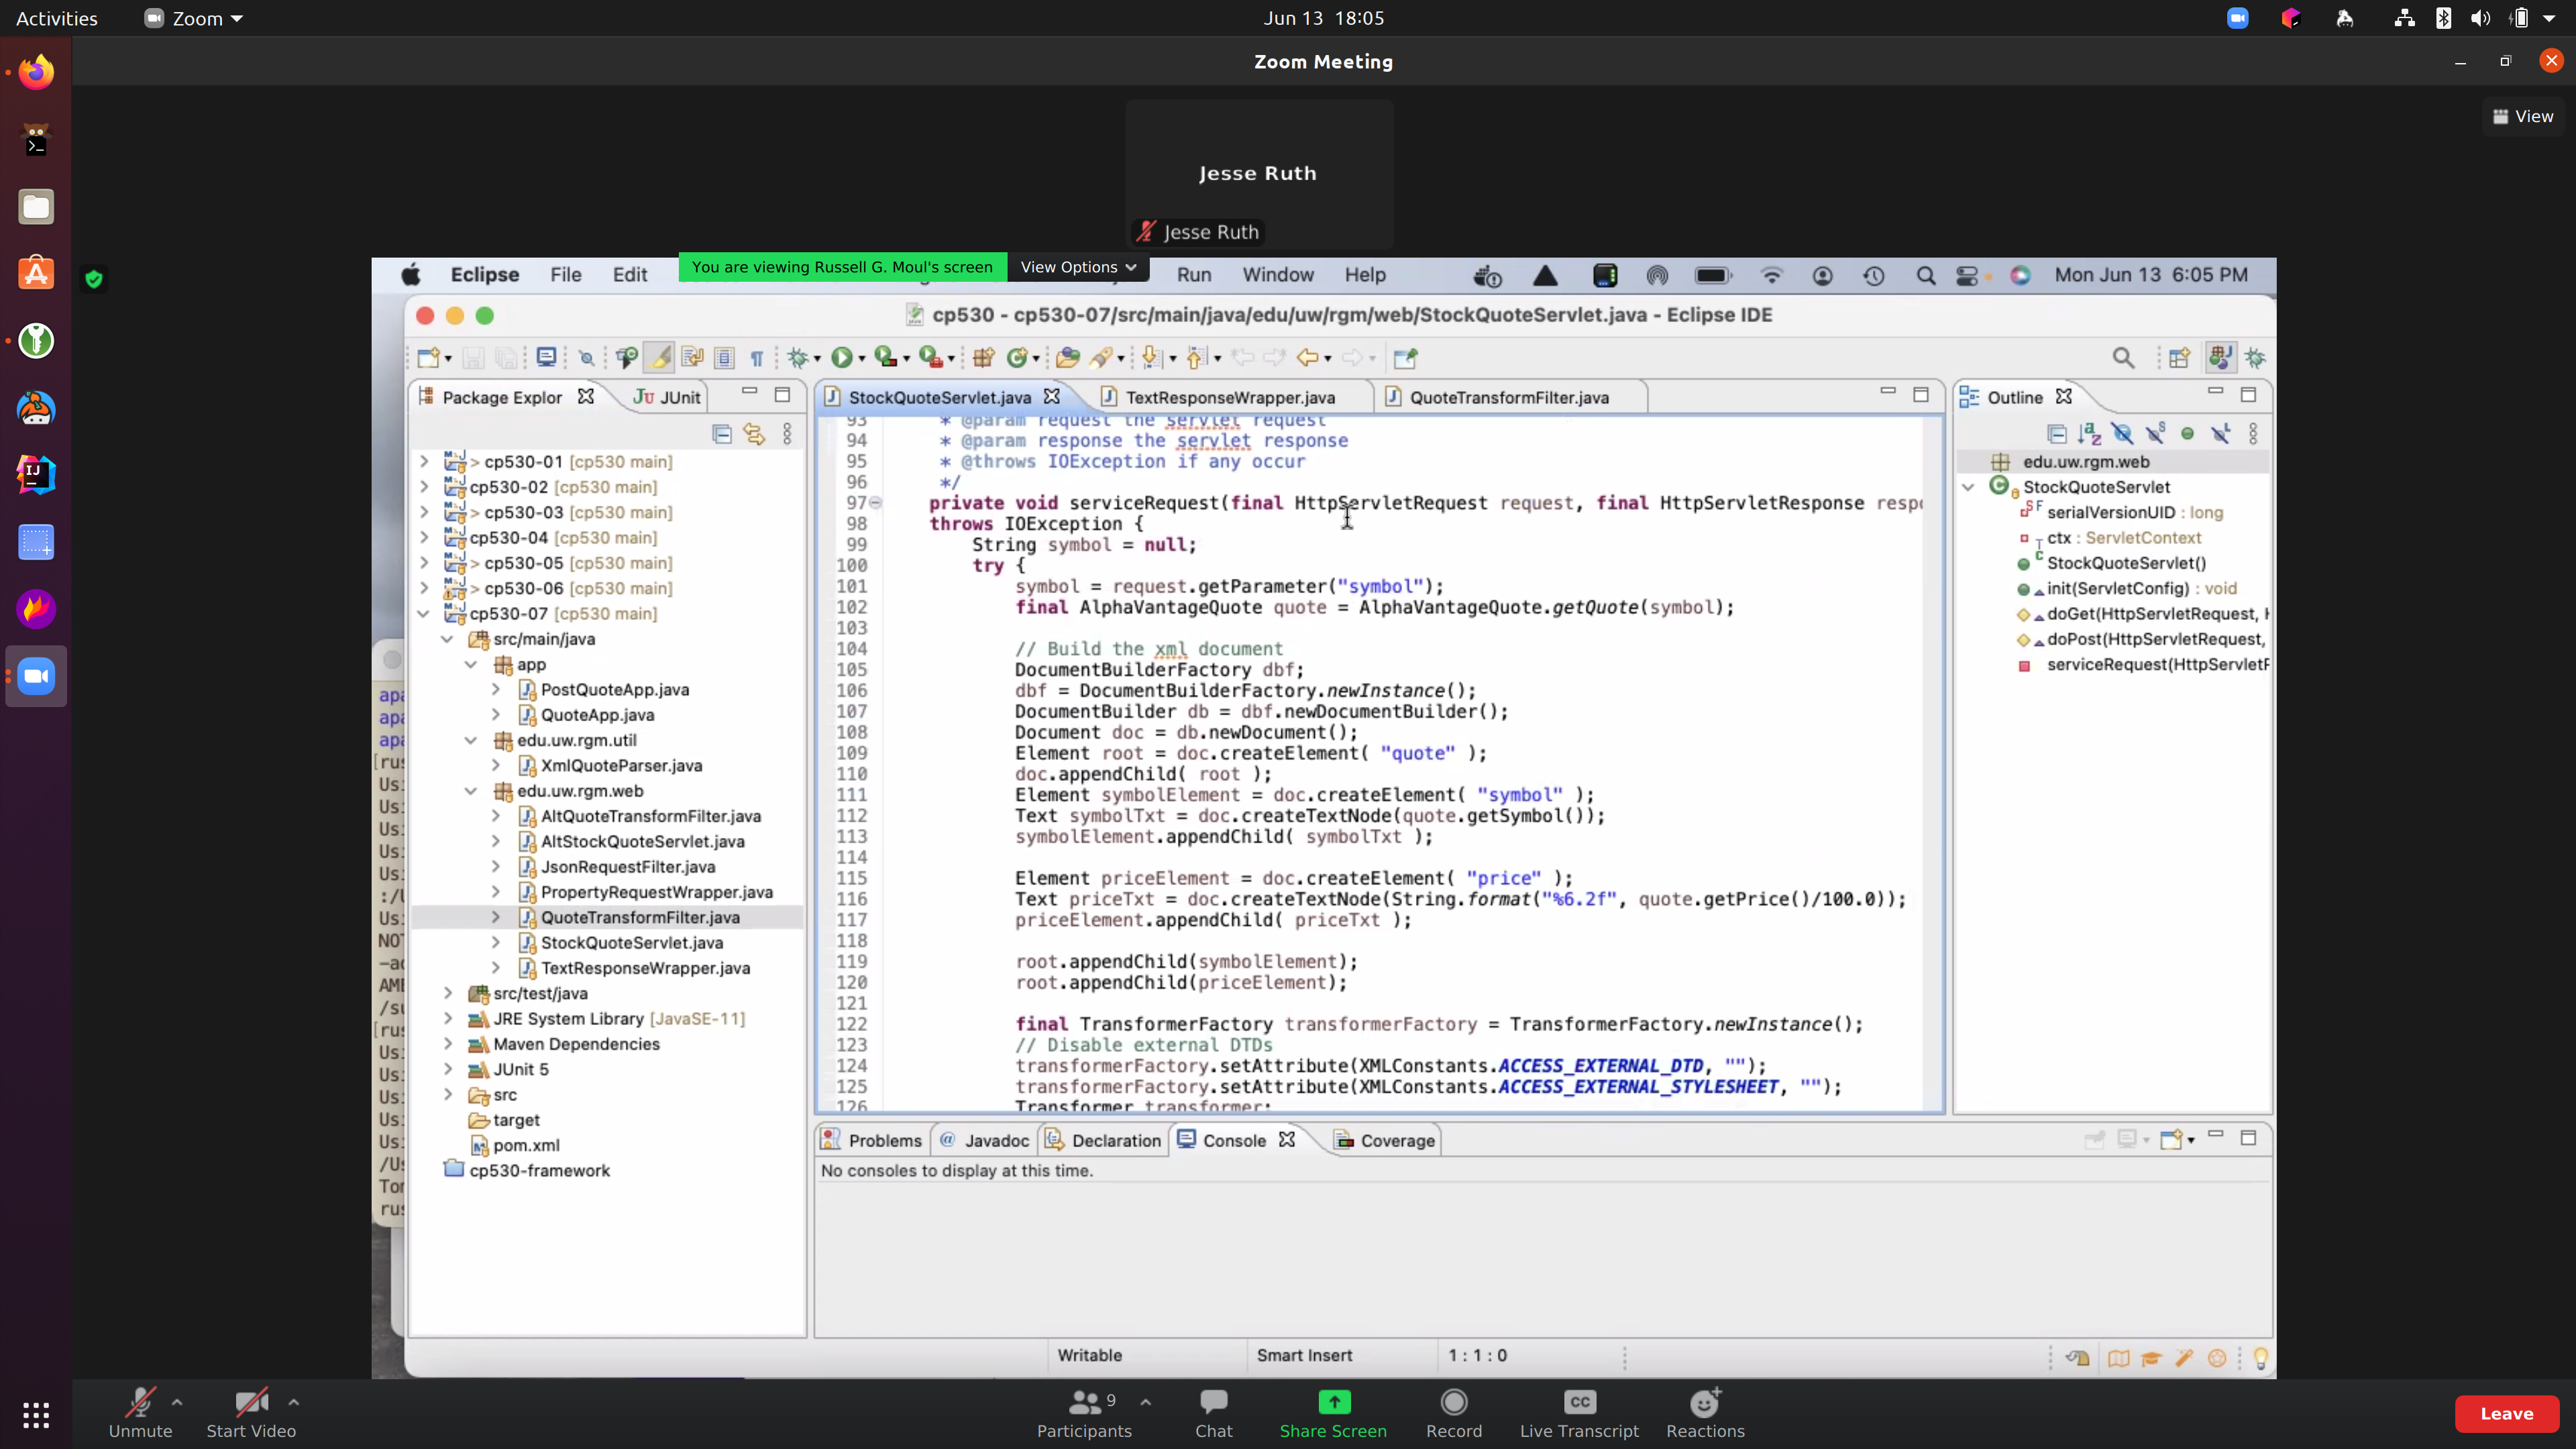 Activities
Zoom
Jun 13 18:05
Zoom Meeting
View
Jesse Ruth
Jesse Ruth
You are viewing Russell G. Moul's screen
View Options
Eclipse File Edit Run Window Help
Mon Jun 13 6:05 PM
cp530 - cp530-07/src/main/java/edu/uw/rgm/web/StockQuoteServlet.java - Eclipse IDE
Package Explor
JUnit
> cp530-01 [cp530 main]
cp530-02 [cp530 main]
> cp530-03 [cp530 main]
cp530-04 [cp530 main]
> cp530-05 [cp530 main]
> cp530-06 [cp530 main]
cp530-07 [cp530 main]
src/main/java
app
PostQuoteApp.java
QuoteApp.java
edu.uw.rgm.util
XmlQuoteParser.java
edu.uw.rgm.web
AltQuoteTransformFilter.java
AltStockQuoteServlet.java
JsonRequestFilter.java
PropertyRequestWrapper.java
QuoteTransformFilter.java
StockQuoteServlet.java
TextResponseWrapper.java
src/test/java
JRE System Library [JavaSE-11]
Maven Dependencies
JUnit 5
src
target
pom.xml
cp530-framework
StockQuoteServlet.java
TextResponseWrapper.java
QuoteTransformFilter.java
93 * @param request the servlet request
94 * @param response the servlet response
95 * @throws IOException if any occur
96 */
97 private void serviceRequest(final HttpServletRequest request, final HttpServletResponse respo
98 throws IOException {
99 String symbol = null;
100 try {
101 symbol = request.getParameter("symbol");
102 final AlphaVantageQuote quote = AlphaVantageQuote.getQuote(symbol);
103
104 // Build the xml document
105 DocumentBuilderFactory dbf;
106 dbf = DocumentBuilderFactory.newInstance();
107 DocumentBuilder db = dbf.newDocumentBuilder();
108 Document doc = db.newDocument();
109 Element root = doc.createElement( "quote" );
110 doc.appendChild( root );
111 Element symbolElement = doc.createElement( "symbol" );
112 Text symbolTxt = doc.createTextNode(quote.getSymbol());
113 symbolElement.appendChild( symbolTxt );
114
115 Element priceElement = doc.createElement( "price" );
116 Text priceTxt = doc.createTextNode(String.format("%6.2f", quote.getPrice()/100.0));
117 priceElement.appendChild( priceTxt );
118
119 root.appendChild(symbolElement);
120 root.appendChild(priceElement);
121
122 final TransformerFactory transformerFactory = TransformerFactory.newInstance();
123 // Disable external DTDs
124 transformerFactory.setAttribute(XMLConstants.ACCESS_EXTERNAL_DTD, "");
125 transformerFactory.setAttribute(XMLConstants.ACCESS_EXTERNAL_STYLESHEET, "");
126 Transformer transformer;
Outline
edu.uw.rgm.web
StockQuoteServlet
serialVersionUID : long
ctx : ServletContext
StockQuoteServlet()
init(ServletConfig) : void
doGet(HttpServletRequest, H
doPost(HttpServletRequest,
serviceRequest(HttpServletR
Problems
Javadoc
Declaration
Console
Coverage
No consoles to display at this time.
Writable
Smart Insert
1 : 1 : 0
Unmute
Start Video
Participants 9
Chat
Share Screen
Record
Live Transcript
Reactions
Leave